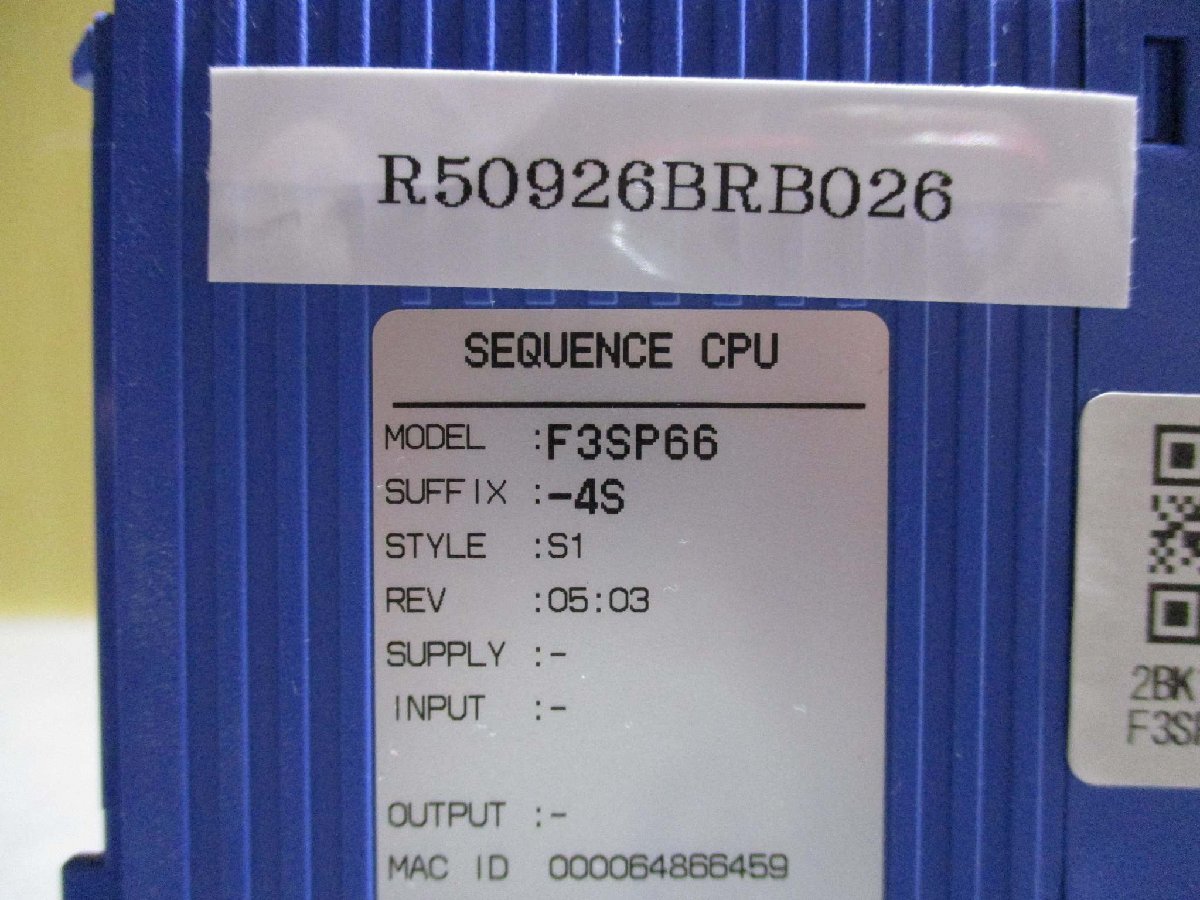 R50926BRB026
SEQUENCE CPU
MODEL :F3SP66
SUFFIX :-4S
STYLE :S1
REV :05:03
SUPPLY :-
INPUT :-
OUTPUT :-
MAC ID 000064866459
2BK